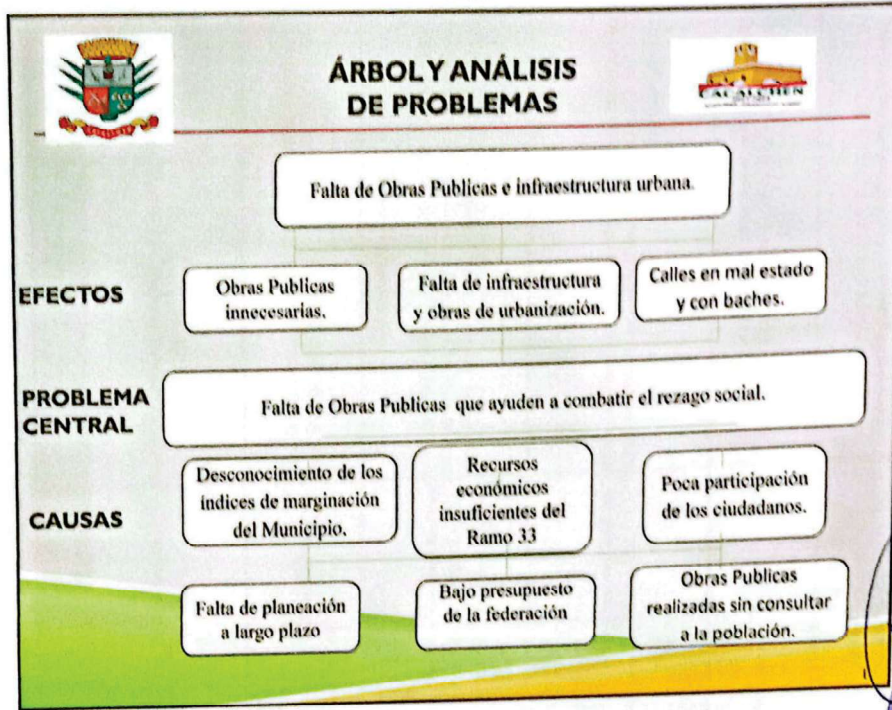 ÁRBOL Y ANÁLISIS
DE PROBLEMAS
CACALCHEN
Falta de Obras Publicas e infraestructura urbana.
EFECTOS
Obras Publicas
innecesarias.
Falta de infraestructura
y obras de urbanización.
Calles en mal estado
y con baches.
PROBLEMA
CENTRAL
Falta de Obras Publicas que ayuden a combatir el rezago social.
CAUSAS
Desconocimiento de los
índices de marginación
del Municipio.
Recursos
económicos
insuficientes del
Ramo 33
Poca participación
de los ciudadanos.
Falta de planeación
a largo plazo
Bajo presupuesto
de la federación
Obras Publicas
realizadas sin consultar
a la población.